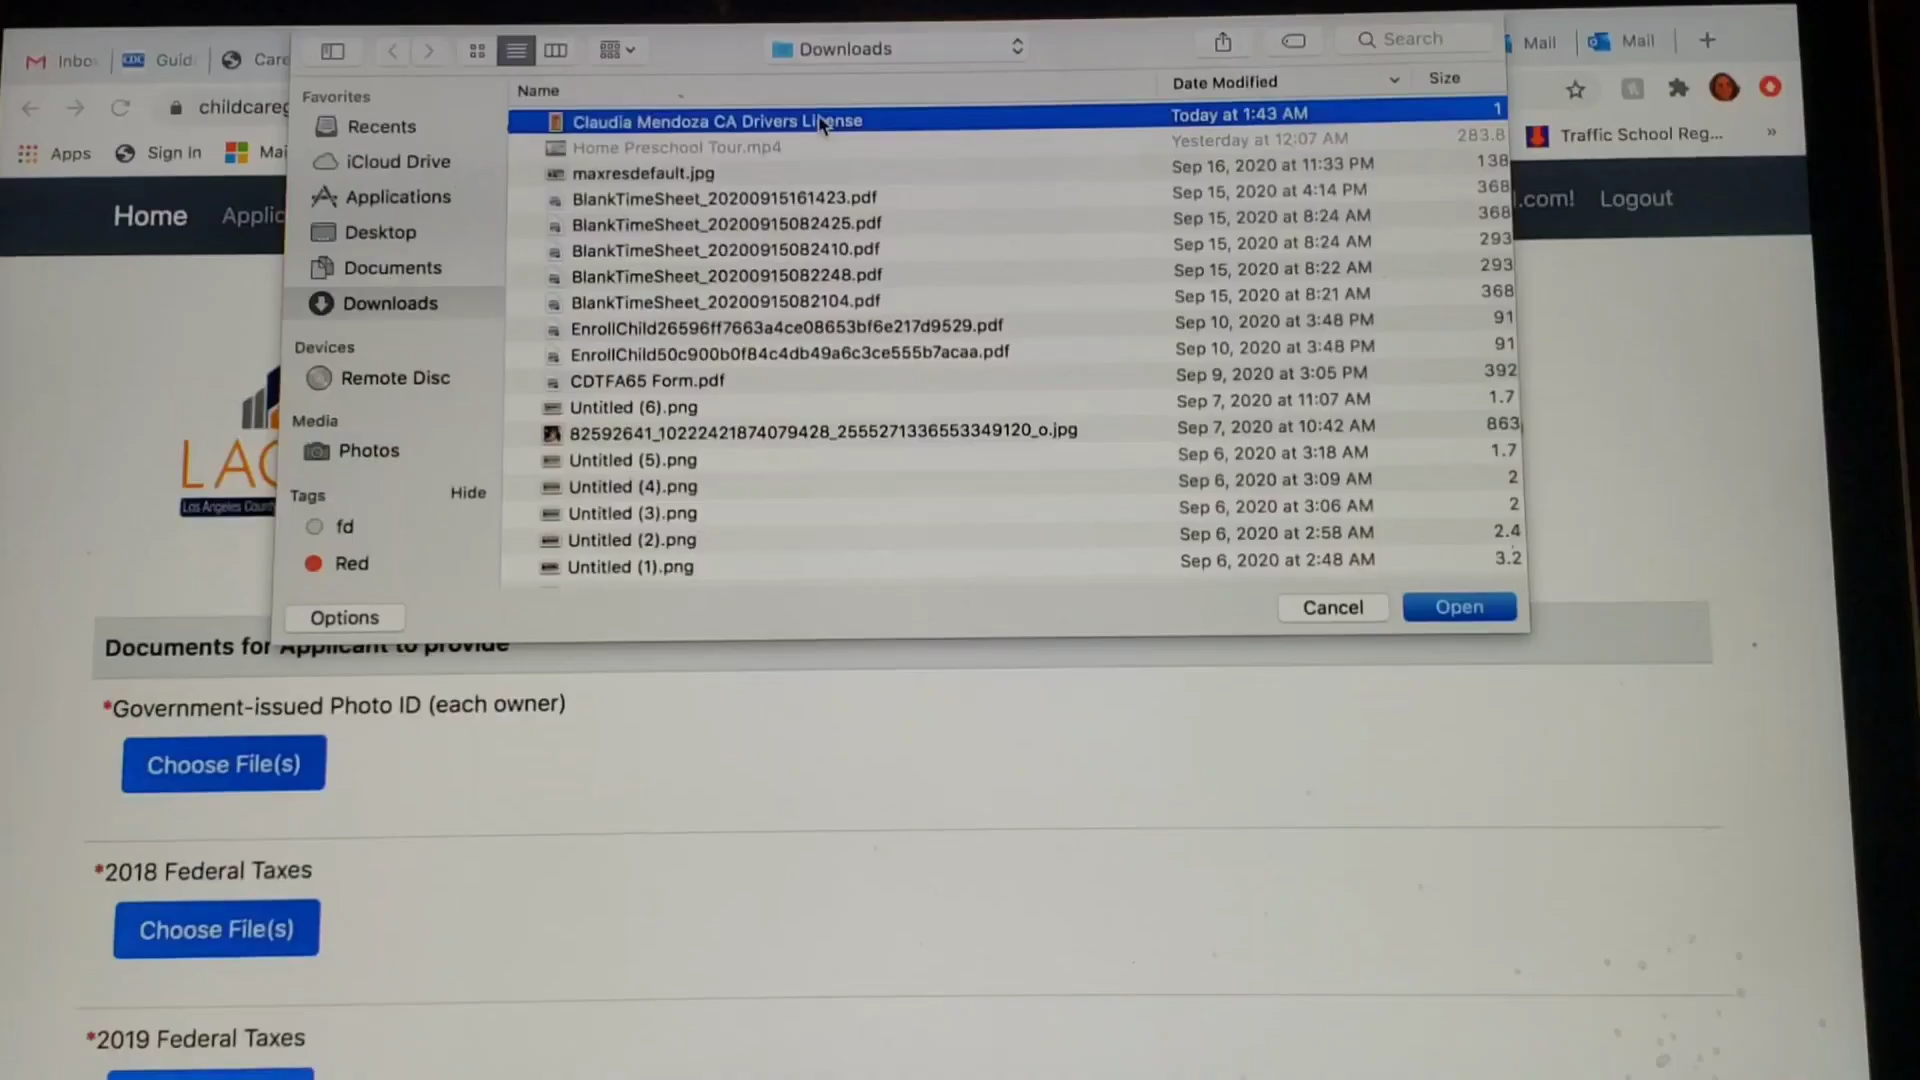 Inbo
CDC Guid
Care
Downloads
Search
Mail
Mail
childcareg
Apps
Sign In
Mai
Traffic School Reg...
Home
Applic
l.com!
Logout
Favorites
Recents
iCloud Drive
Applications
Desktop
Documents
Downloads
Devices
Remote Disc
Media
Photos
Tags
Hide
fd
Red
Options
Name Date Modified Size
Claudia Mendoza CA Drivers License Today at 1:43 AM 1
Home Preschool Tour.mp4 Yesterday at 12:07 AM 283.8
maxresdefault.jpg Sep 16, 2020 at 11:33 PM 138
BlankTimeSheet_20200915161423.pdf Sep 15, 2020 at 4:14 PM 368
BlankTimeSheet_20200915082425.pdf Sep 15, 2020 at 8:24 AM 368
BlankTimeSheet_20200915082410.pdf Sep 15, 2020 at 8:24 AM 293
BlankTimeSheet_20200915082248.pdf Sep 15, 2020 at 8:22 AM 293
BlankTimeSheet_20200915082104.pdf Sep 15, 2020 at 8:21 AM 368
EnrollChild26596ff7663a4ce08653bf6e217d9529.pdf Sep 10, 2020 at 3:48 PM 91
EnrollChild50c900b0f84c4db49a6c3ce555b7acaa.pdf Sep 10, 2020 at 3:48 PM 91
CDTFA65 Form.pdf Sep 9, 2020 at 3:05 PM 392
Untitled (6).png Sep 7, 2020 at 11:07 AM 1.7
82592641_10222421874079428_2555271336553349120_o.jpg Sep 7, 2020 at 10:42 AM 863
Untitled (5).png Sep 6, 2020 at 3:18 AM 1.7
Untitled (4).png Sep 6, 2020 at 3:09 AM 2
Untitled (3).png Sep 6, 2020 at 3:06 AM 2
Untitled (2).png Sep 6, 2020 at 2:58 AM 2.4
Untitled (1).png Sep 6, 2020 at 2:48 AM 3.2
Cancel
Open
LAC
Los Angeles County
Documents for Applicant to provide
*Government-issued Photo ID (each owner)
Choose File(s)
*2018 Federal Taxes
Choose File(s)
*2019 Federal Taxes